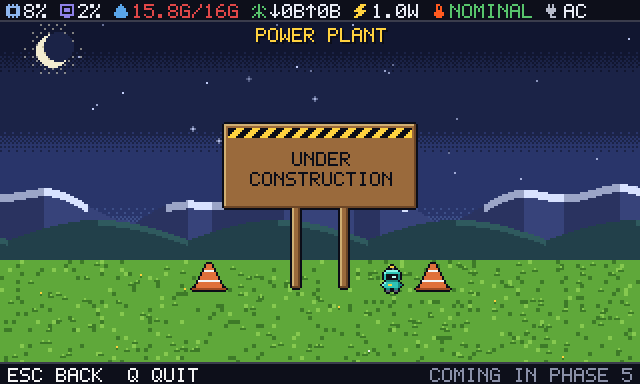 8% 2% 15.8G/16G ↓0B↑0B 1.0W NOMINAL AC
POWER PLANT
UNDER
CONSTRUCTION
ESC BACK Q QUIT COMING IN PHASE 5